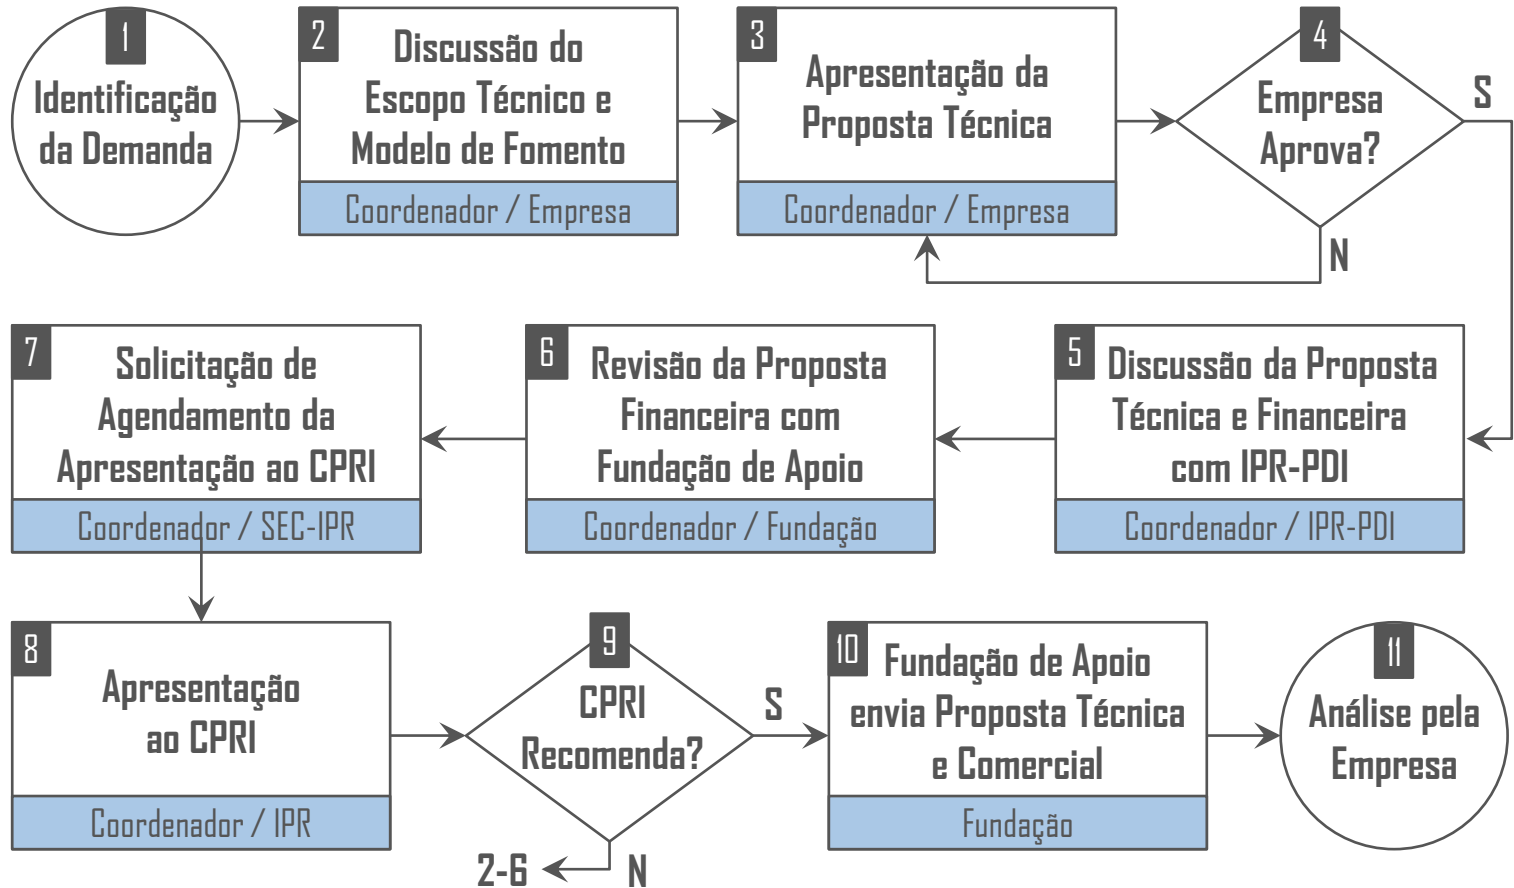 1
Identificação
da Demanda
2
Discussão do
Escopo Técnico e
Modelo de Fomento
Coordenador / Empresa
3
Apresentação da
Proposta Técnica
Coordenador / Empresa
4
Empresa
Aprova?
S
N
5
Discussão da Proposta
Técnica e Financeira
com IPR-PDI
Coordenador / IPR-PDI
6
Revisão da Proposta
Financeira com
Fundação de Apoio
Coordenador / Fundação
7
Solicitação de
Agendamento da
Apresentação ao CPRI
Coordenador / SEC-IPR
8
Apresentação
ao CPRI
Coordenador / IPR
9
CPRI
Recomenda?
S
N
2-6
10
Fundação de Apoio
envia Proposta Técnica
e Comercial
Fundação
11
Análise pela
Empresa